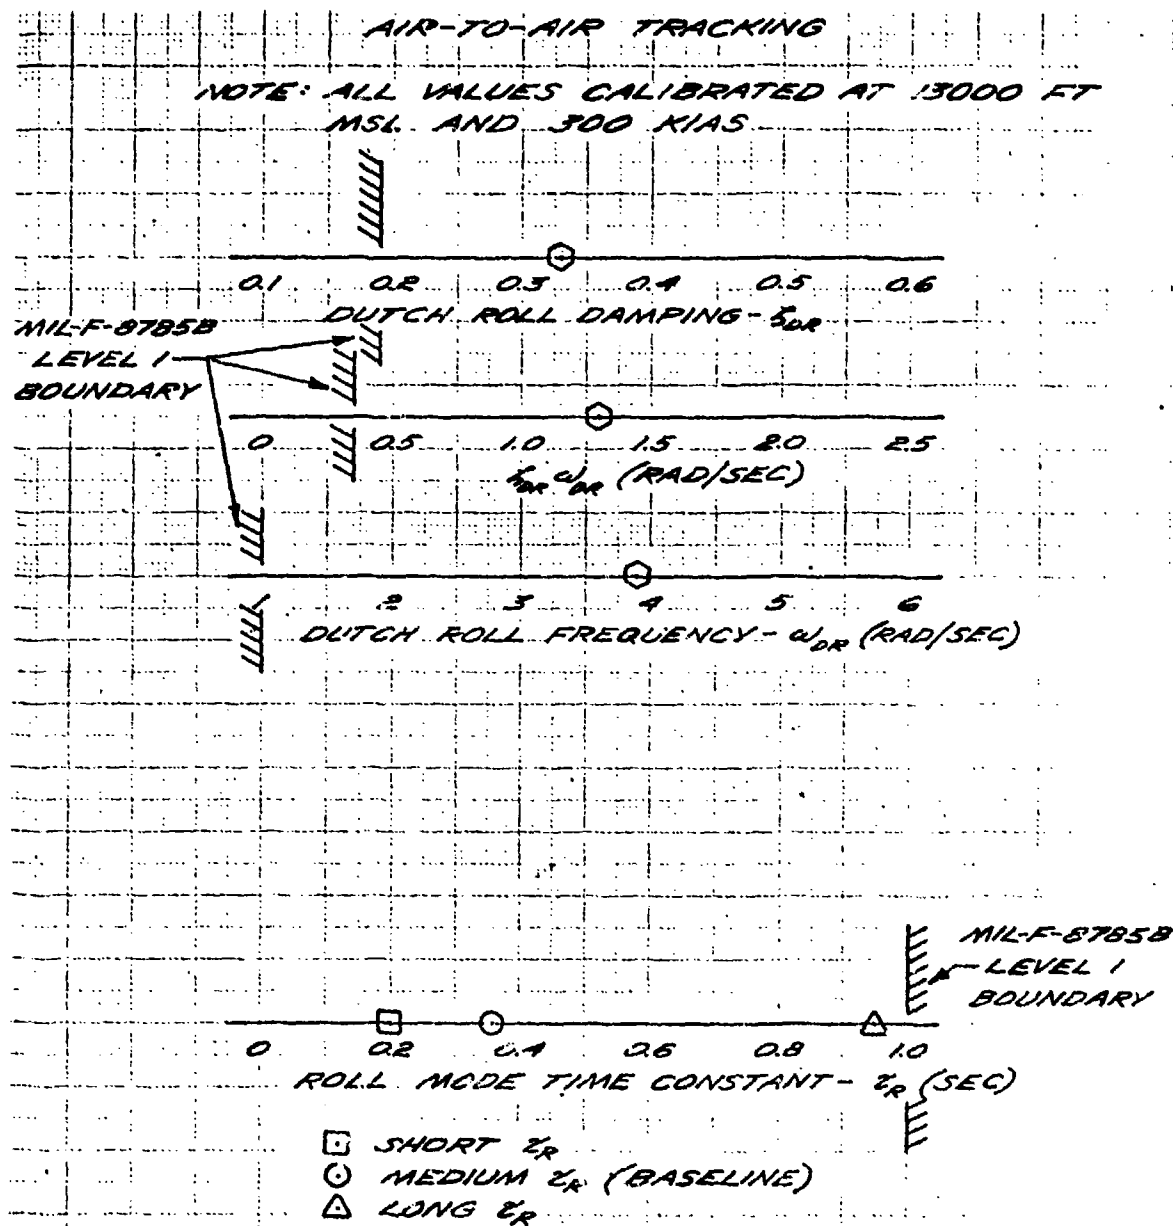 AIR-TO-AIR TRACKING
NOTE: ALL VALUES CALIBRATED AT 13000 FT
MSL AND 300 KIAS
0.1 0.2 0.3 0.4 0.5 0.6
DUTCH ROLL DAMPING - ζDR
MIL-F-8785B
LEVEL 1
BOUNDARY
0 0.5 1.0 1.5 2.0 2.5
ζDR ωDR (RAD/SEC)
1 2 3 4 5 6
DUTCH ROLL FREQUENCY - ωDR (RAD/SEC)
MIL-F-8785B
LEVEL 1
BOUNDARY
0 0.2 0.4 0.6 0.8 1.0
ROLL MODE TIME CONSTANT - τR (SEC)
SHORT τR
MEDIUM τR (BASELINE)
LONG τR